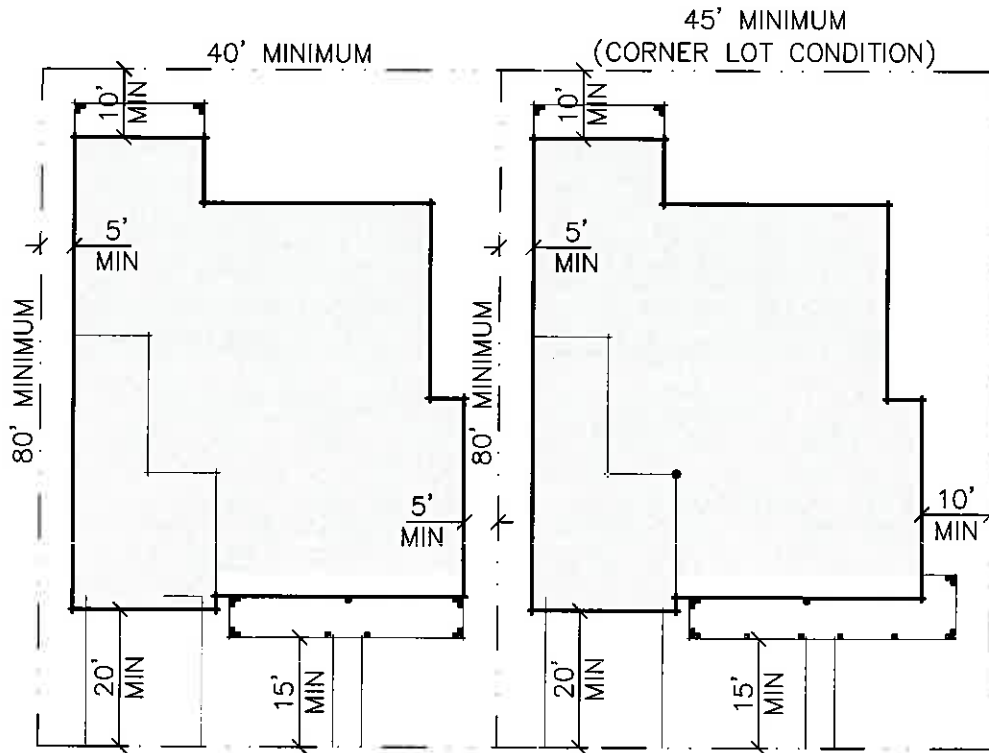 40' MINIMUM
45' MINIMUM
(CORNER LOT CONDITION)
10'
MIN
10'
MIN
5'
MIN
5'
MIN
80' MINIMUM
80' MINIMUM
5'
MIN
10'
MIN
20'
MIN
15'
MIN
20'
MIN
15'
MIN